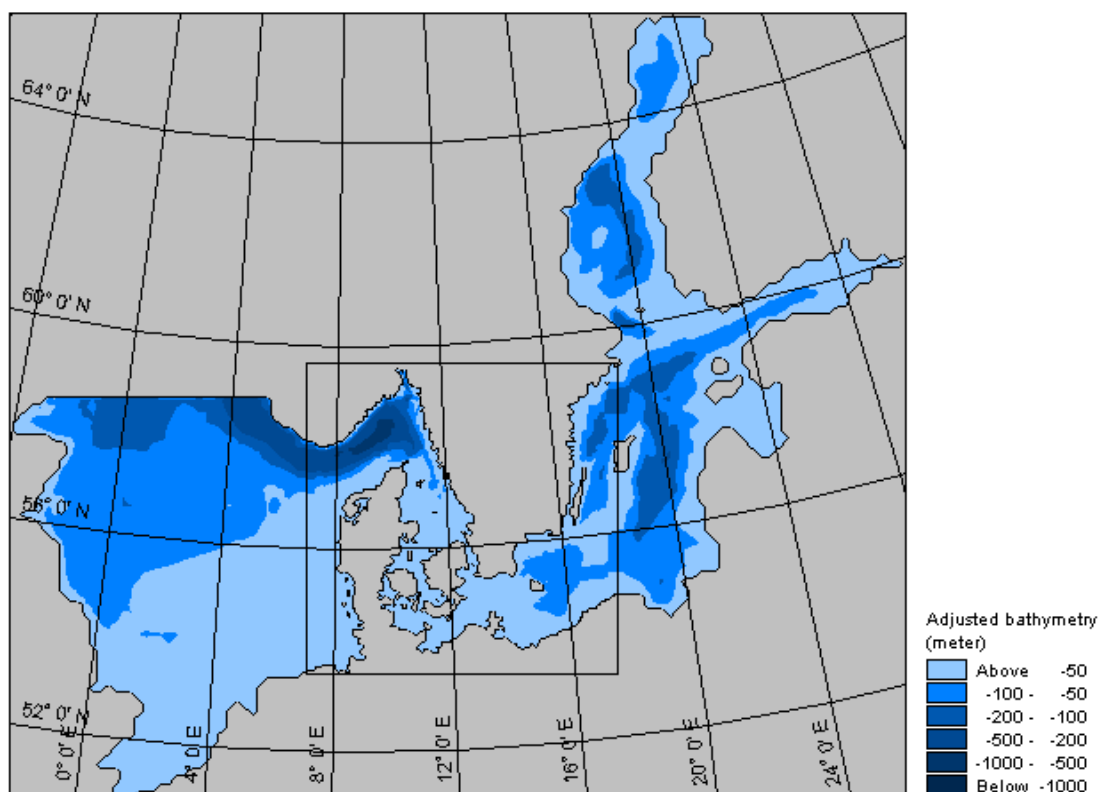 64° 0' N
60° 0' N
56° 0' N
52° 0' N
0° 0' E
4° 0' E
8° 0' E
12° 0' E
16° 0' E
20° 0' E
24° 0' E
Adjusted bathymetry
(meter)
Above -50
-100 - -50
-200 - -100
-500 - -200
-1000 - -500
Below -1000